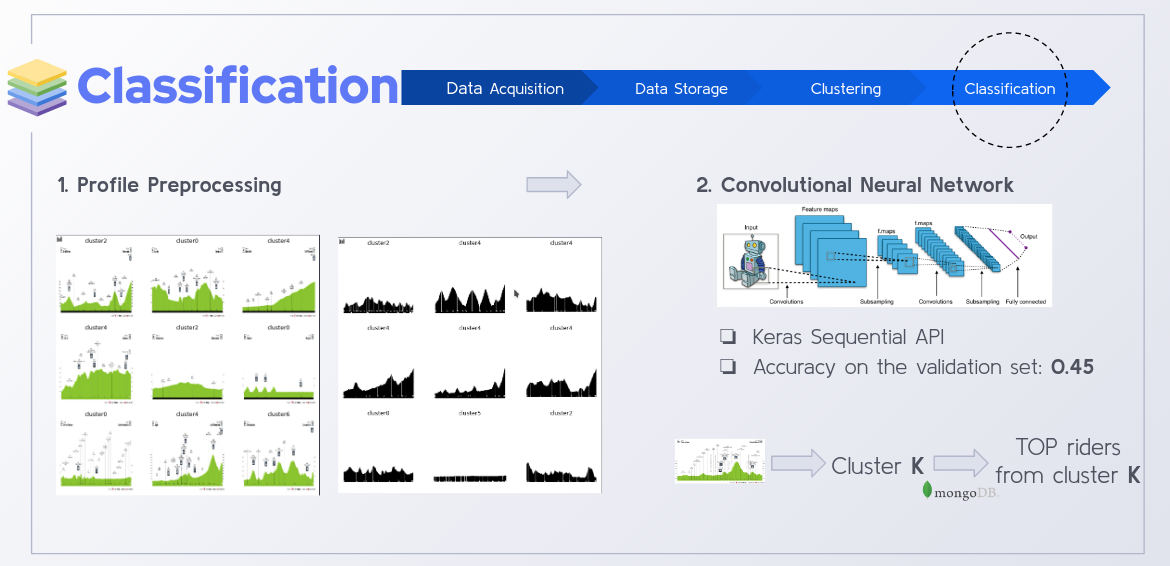 Classification
Data Acquisition
Data Storage
Clustering
Classification
1. Profile Preprocessing
cluster2
cluster0
cluster4
cluster4
cluster2
cluster0
cluster0
cluster4
cluster6
cluster2
cluster4
cluster4
cluster4
cluster4
cluster4
cluster0
cluster5
cluster2
2. Convolutional Neural Network
Feature maps
Input
f.maps
f.maps
Output
Convolutions
Subsampling
Convolutions
Subsampling
Fully connected
❏ Keras Sequential API
❏ Accuracy on the validation set: 0.45
Cluster K
mongoDB.
TOP riders
from cluster K